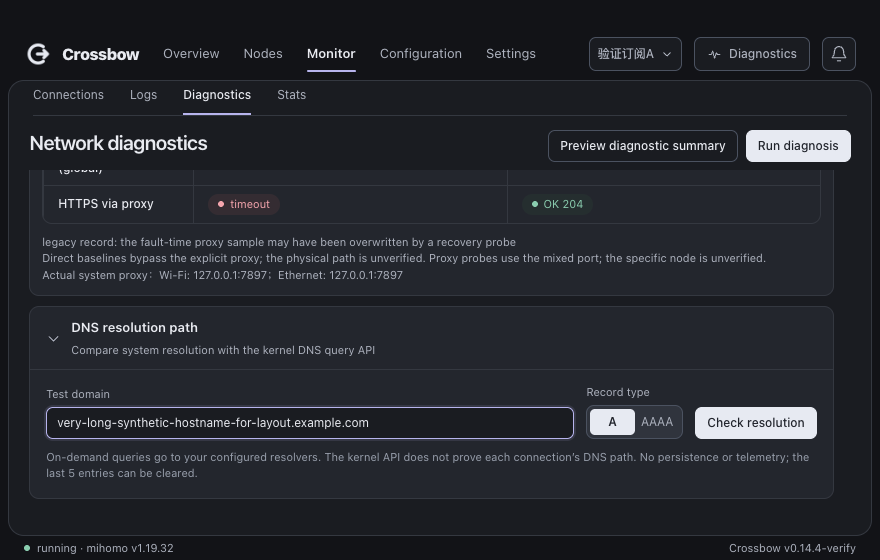 Crossbow Overview Nodes Monitor Configuration Settings 验证订阅A Diagnostics
Connections Logs Diagnostics Stats
Network diagnostics Preview diagnostic summary Run diagnosis
(global)
HTTPS via proxy timeout OK 204
legacy record: the fault-time proxy sample may have been overwritten by a recovery probe
Direct baselines bypass the explicit proxy; the physical path is unverified. Proxy probes use the mixed port; the specific node is unverified.
Actual system proxy：Wi-Fi: 127.0.0.1:7897；Ethernet: 127.0.0.1:7897
DNS resolution path
Compare system resolution with the kernel DNS query API
Test domain Record type
very-long-synthetic-hostname-for-layout.example.com A AAAA Check resolution
On-demand queries go to your configured resolvers. The kernel API does not prove each connection’s DNS path. No persistence or telemetry; the
last 5 entries can be cleared.
running · mihomo v1.19.32 Crossbow v0.14.4-verify